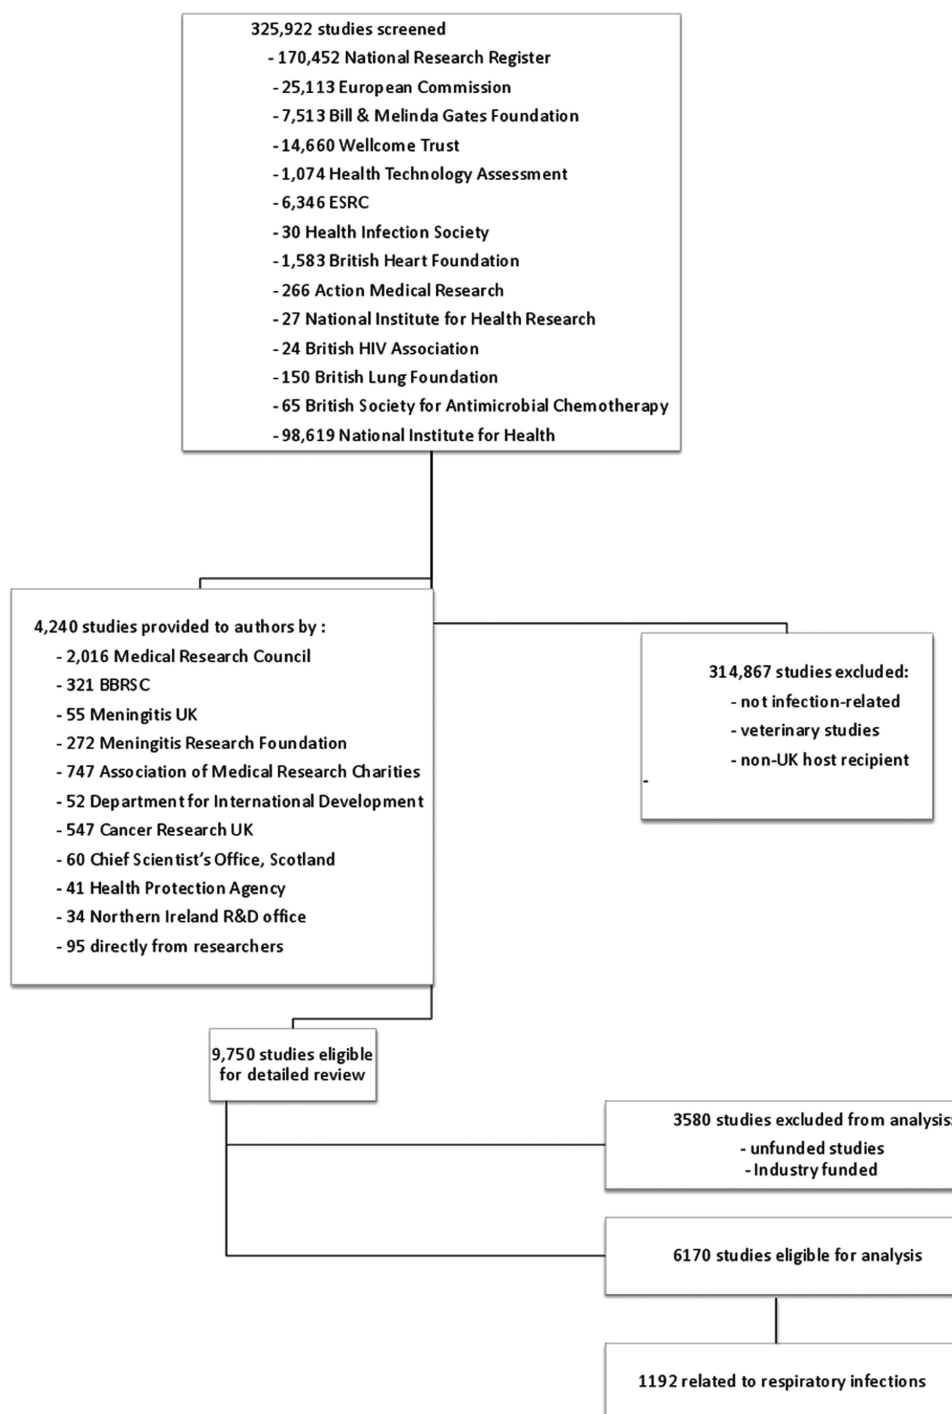 325,922 studies screened
- 170,452 National Research Register
- 25,113 European Commission
- 7,513 Bill & Melinda Gates Foundation
- 14,660 Wellcome Trust
- 1,074 Health Technology Assessment
- 6,346 ESRC
- 30 Health Infection Society
- 1,583 British Heart Foundation
- 266 Action Medical Research
- 27 National Institute for Health Research
- 24 British HIV Association
- 150 British Lung Foundation
- 65 British Society for Antimicrobial Chemotherapy
- 98,619 National Institute for Health
4,240 studies provided to authors by :
- 2,016 Medical Research Council
- 321 BBRSC
- 55 Meningitis UK
- 272 Meningitis Research Foundation
- 747 Association of Medical Research Charities
- 52 Department for International Development
- 547 Cancer Research UK
- 60 Chief Scientist's Office, Scotland
- 41 Health Protection Agency
- 34 Northern Ireland R&D office
- 95 directly from researchers
314,867 studies excluded:
- not infection-related
- veterinary studies
- non-UK host recipient
-
9,750 studies eligible
for detailed review
3580 studies excluded from analysis:
- unfunded studies
- Industry funded
6170 studies eligible for analysis
1192 related to respiratory infections